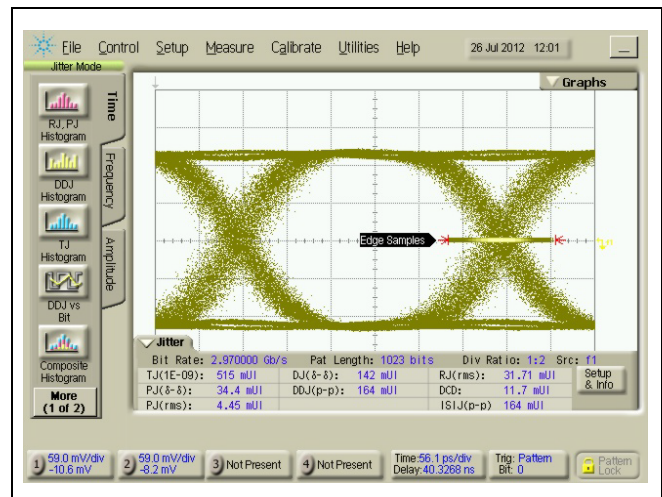 File Control Setup Measure Calibrate Utilities Help 26 Jul 2012 12:01
Jitter Mode
Graphs
Time
Frequency
Amplitude
RJ, PJ
Histogram
DDJ
Histogram
TJ
Histogram
DDJ vs
Bit
Composite
Histogram
More
(1 of 2)
Edge Samples
Jitter
Bit Rate: 2.970000 Gb/s Pat Length: 1023 bits Div Ratio: 1:2 Src: f1
TJ(1E-09): 515 mUI DJ(δ-δ): 142 mUI RJ(rms): 31.71 mUI
PJ(δ-δ): 34.4 mUI DDJ(p-p): 164 mUI DCD: 11.7 mUI
PJ(rms): 4.45 mUI ISIJ(p-p) 164 mUI
Setup
& Info
1) 59.0 mV/div
-10.6 mV
2) 59.0 mV/div
-8.2 mV
3) Not Present
4) Not Present
Time:56.1 ps/div
Delay:40.3268 ns
Trig: Pattern
Bit: 0
Pattern
Lock